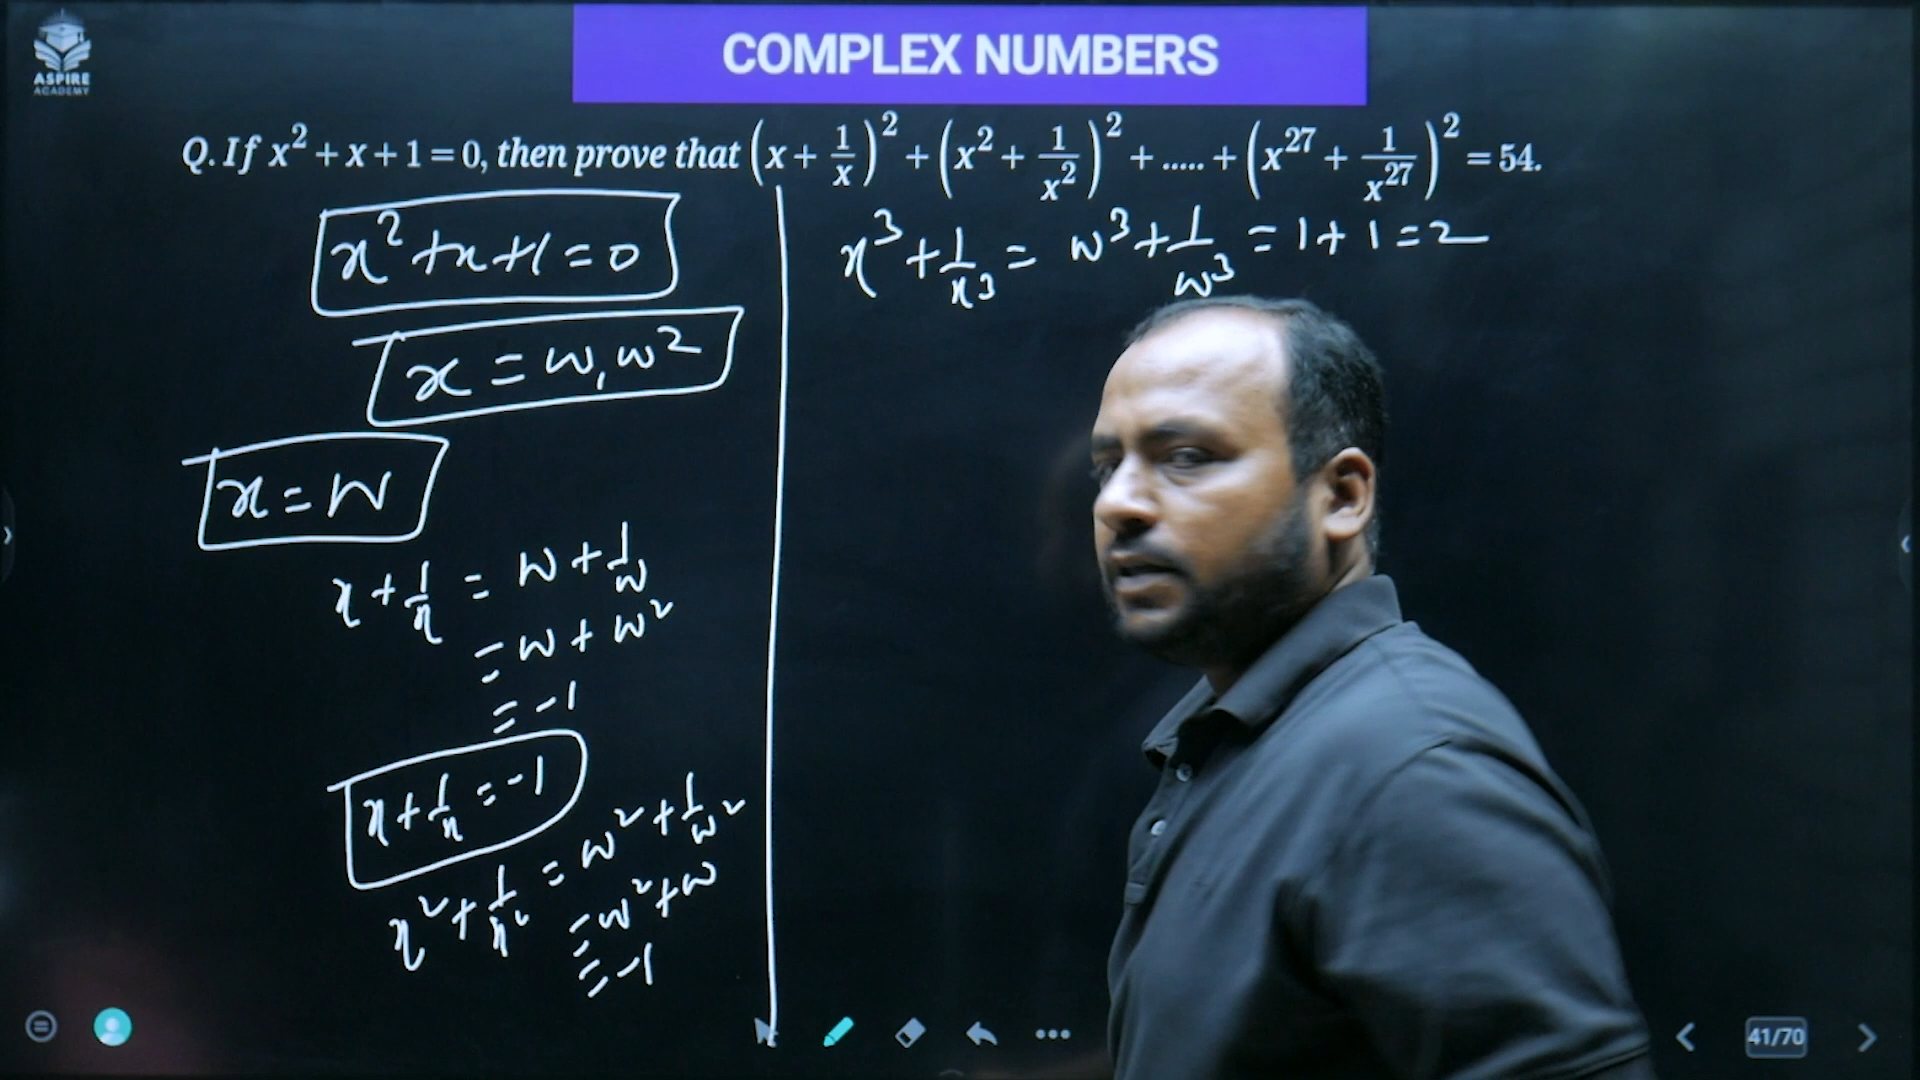 ASPIRE
ACADEMY
COMPLEX NUMBERS
Q. If x² + x + 1 = 0, then prove that (x + 1/x)² + (x² + 1/x²)² + ..... + (x²⁷ + 1/x²⁷)² = 54.
x² + x + 1 = 0
x = w, w²
x = w
x + 1/x = w + 1/w
= w + w²
= -1
x + 1/x = -1
x² + 1/x² = w² + 1/w²
= w² + w
= -1
x³ + 1/x³ = w³ + 1/w³ = 1 + 1 = 2
41/70